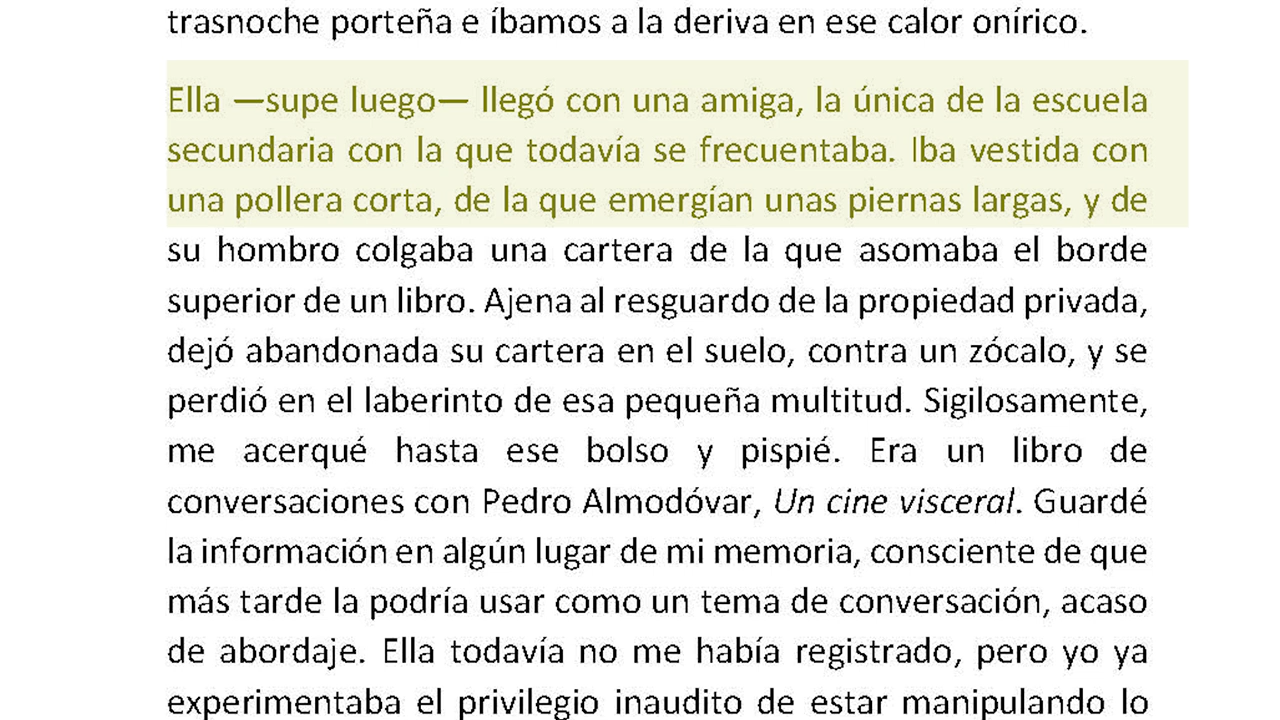 trasnoche porteña e íbamos a la deriva en ese calor onírico.
Ella —supe luego— llegó con una amiga, la única de la escuela
secundaria con la que todavía se frecuentaba. Iba vestida con
una pollera corta, de la que emergían unas piernas largas, y de
su hombro colgaba una cartera de la que asomaba el borde
superior de un libro. Ajena al resguardo de la propiedad privada,
dejó abandonada su cartera en el suelo, contra un zócalo, y se
perdió en el laberinto de esa pequeña multitud. Sigilosamente,
me acerqué hasta ese bolso y pispié. Era un libro de
conversaciones con Pedro Almodóvar, Un cine visceral. Guardé
la información en algún lugar de mi memoria, consciente de que
más tarde la podría usar como un tema de conversación, acaso
de abordaje. Ella todavía no me había registrado, pero yo ya
experimentaba el privilegio inaudito de estar manipulando lo